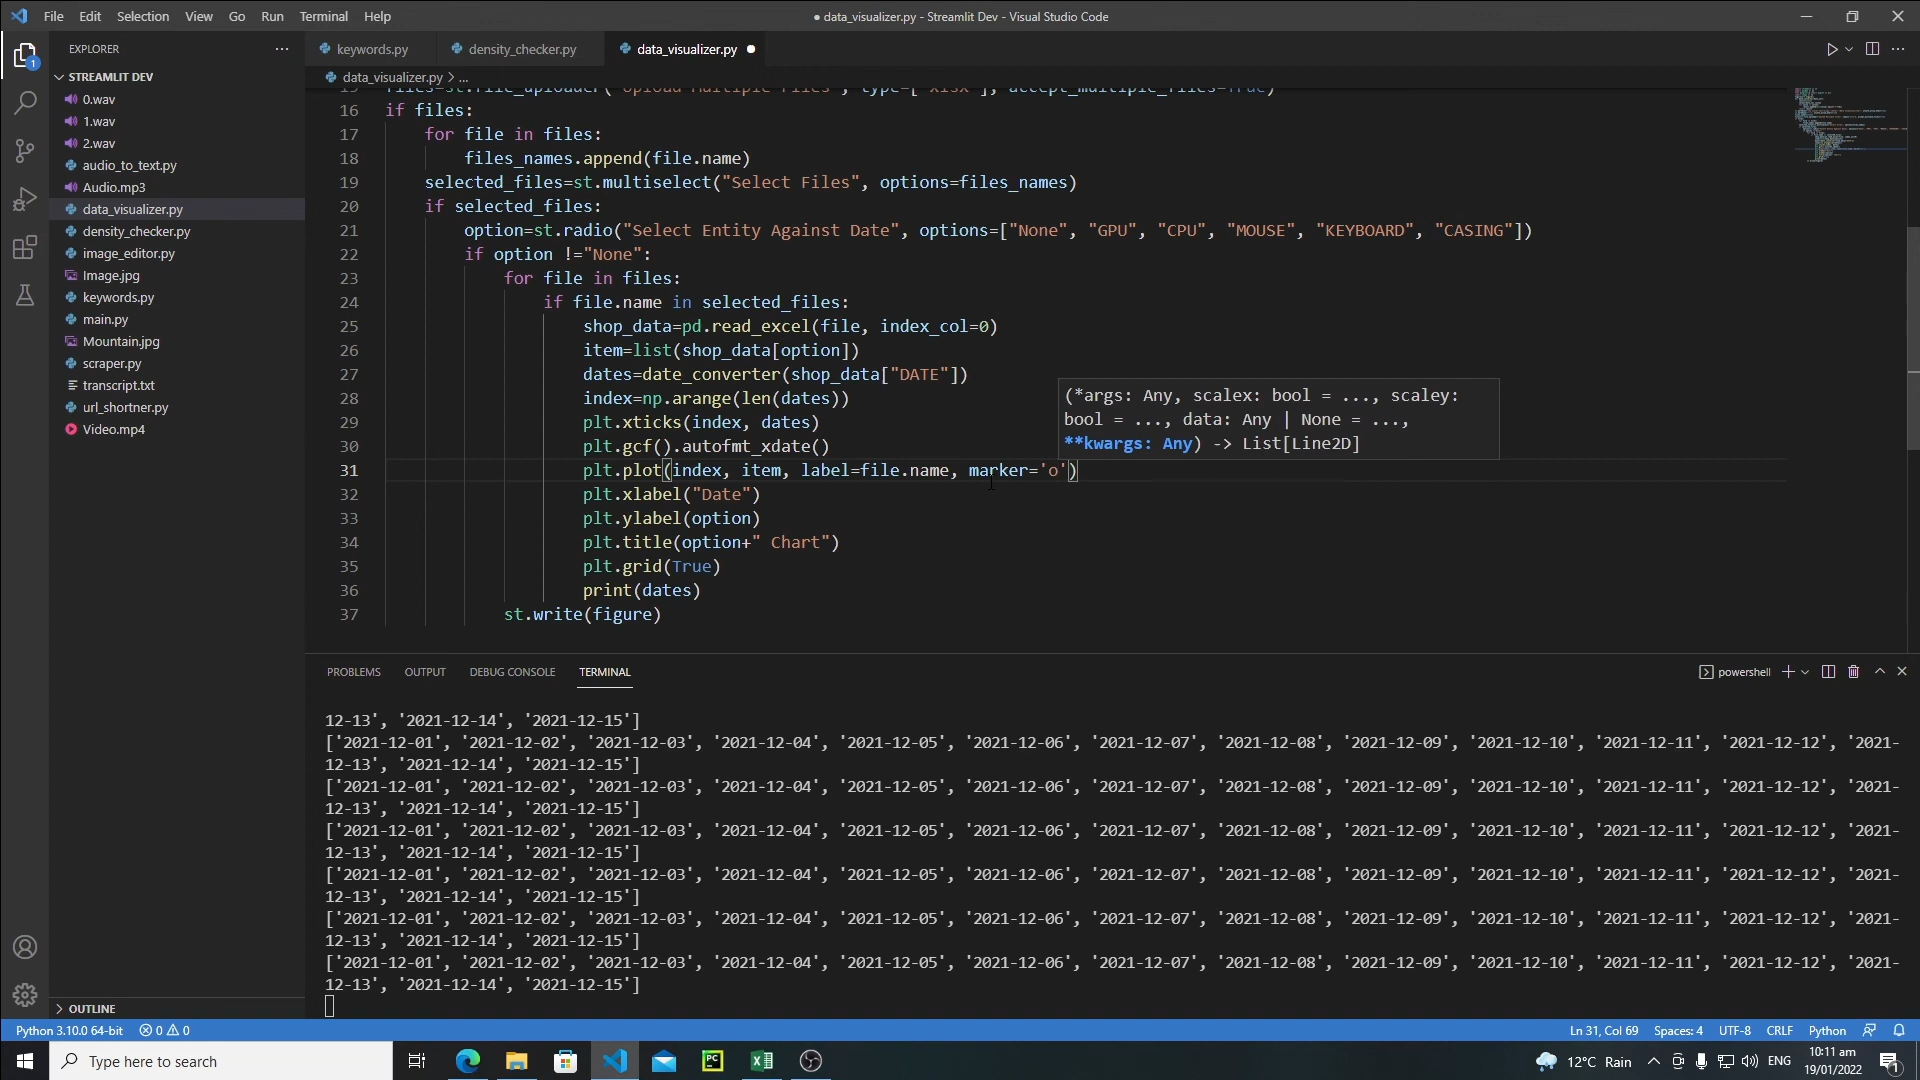 File Edit Selection View Go Run Terminal Help
● data_visualizer.py - Streamlit Dev - Visual Studio Code
EXPLORER ···
keywords.py density_checker.py data_visualizer.py ●
STREAMLIT DEV
data_visualizer.py > ...
0.wav
1.wav
2.wav
audio_to_text.py
Audio.mp3
data_visualizer.py
density_checker.py
image_editor.py
Image.jpg
keywords.py
main.py
Mountain.jpg
scraper.py
transcript.txt
url_shortner.py
Video.mp4
OUTLINE
15 files=st.file_uploader("Upload Multiple Files", type=["xlsx"], accept_multiple_files=True)
16 if files:
17 for file in files:
18 files_names.append(file.name)
19 selected_files=st.multiselect("Select Files", options=files_names)
20 if selected_files:
21 option=st.radio("Select Entity Against Date", options=["None", "GPU", "CPU", "MOUSE", "KEYBOARD", "CASING"])
22 if option !="None":
23 for file in files:
24 if file.name in selected_files:
25 shop_data=pd.read_excel(file, index_col=0)
26 item=list(shop_data[option])
27 dates=date_converter(shop_data["DATE"])
28 index=np.arange(len(dates))
29 plt.xticks(index, dates)
30 plt.gcf().autofmt_xdate()
31 plt.plot(index, item, label=file.name, marker='o')
32 plt.xlabel("Date")
33 plt.ylabel(option)
34 plt.title(option+" Chart")
35 plt.grid(True)
36 print(dates)
37 st.write(figure)
(*args: Any, scalex: bool = ..., scaley:
bool = ..., data: Any | None = ...,
**kwargs: Any) -> List[Line2D]
PROBLEMS OUTPUT DEBUG CONSOLE TERMINAL
powershell
12-13', '2021-12-14', '2021-12-15']
['2021-12-01', '2021-12-02', '2021-12-03', '2021-12-04', '2021-12-05', '2021-12-06', '2021-12-07', '2021-12-08', '2021-12-09', '2021-12-10', '2021-12-11', '2021-12-12', '2021-
12-13', '2021-12-14', '2021-12-15']
['2021-12-01', '2021-12-02', '2021-12-03', '2021-12-04', '2021-12-05', '2021-12-06', '2021-12-07', '2021-12-08', '2021-12-09', '2021-12-10', '2021-12-11', '2021-12-12', '2021-
12-13', '2021-12-14', '2021-12-15']
['2021-12-01', '2021-12-02', '2021-12-03', '2021-12-04', '2021-12-05', '2021-12-06', '2021-12-07', '2021-12-08', '2021-12-09', '2021-12-10', '2021-12-11', '2021-12-12', '2021-
12-13', '2021-12-14', '2021-12-15']
['2021-12-01', '2021-12-02', '2021-12-03', '2021-12-04', '2021-12-05', '2021-12-06', '2021-12-07', '2021-12-08', '2021-12-09', '2021-12-10', '2021-12-11', '2021-12-12', '2021-
12-13', '2021-12-14', '2021-12-15']
['2021-12-01', '2021-12-02', '2021-12-03', '2021-12-04', '2021-12-05', '2021-12-06', '2021-12-07', '2021-12-08', '2021-12-09', '2021-12-10', '2021-12-11', '2021-12-12', '2021-
12-13', '2021-12-14', '2021-12-15']
['2021-12-01', '2021-12-02', '2021-12-03', '2021-12-04', '2021-12-05', '2021-12-06', '2021-12-07', '2021-12-08', '2021-12-09', '2021-12-10', '2021-12-11', '2021-12-12', '2021-
12-13', '2021-12-14', '2021-12-15']
Python 3.10.0 64-bit 0 0
Ln 31, Col 69 Spaces: 4 UTF-8 CRLF Python
Type here to search
12°C Rain
ENG
10:11 am
19/01/2022